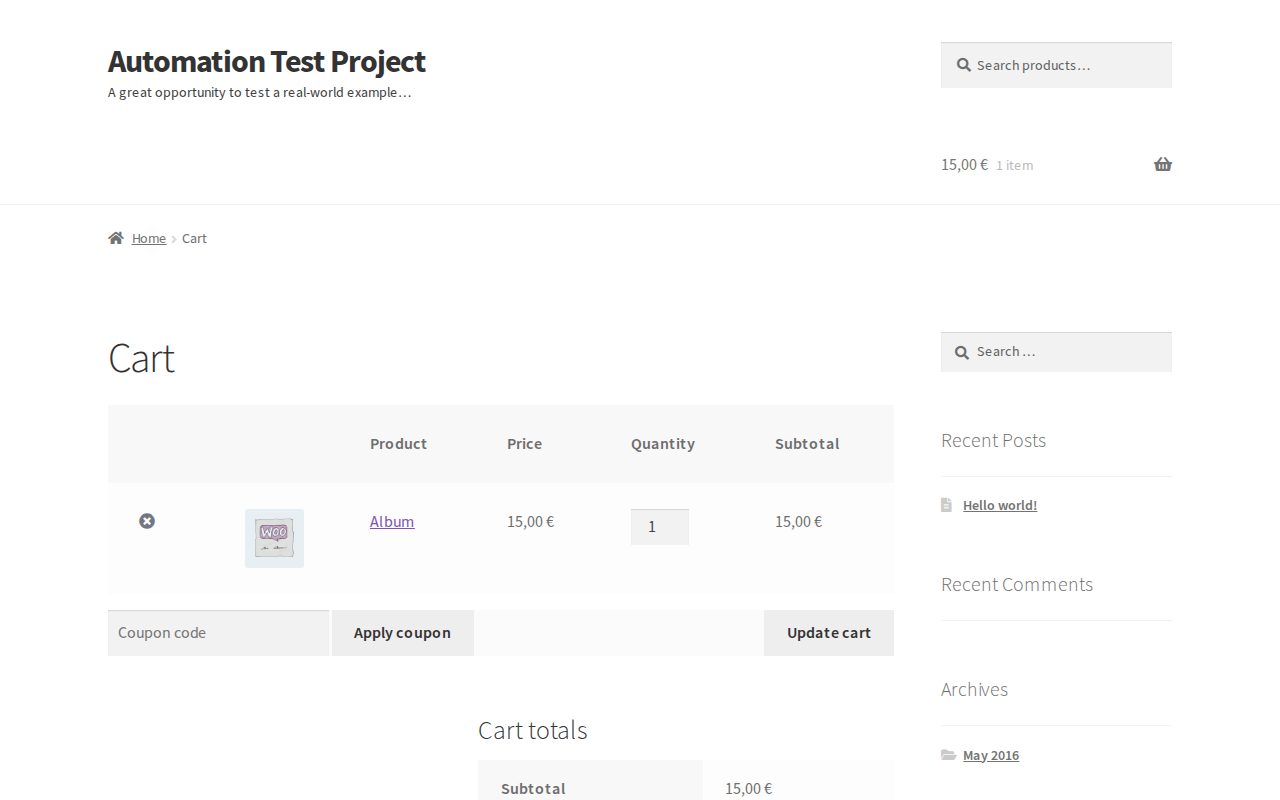 Automation Test Project
A great opportunity to test a real-world example…
Search products…
15,00 € 1 item
Home Cart
Cart
Search …
Product Price Quantity Subtotal
WOO
Album 15,00 € 1 15,00 €
Coupon code Apply coupon Update cart
Cart totals
Subtotal 15,00 €
Recent Posts
Hello world!
Recent Comments
Archives
May 2016